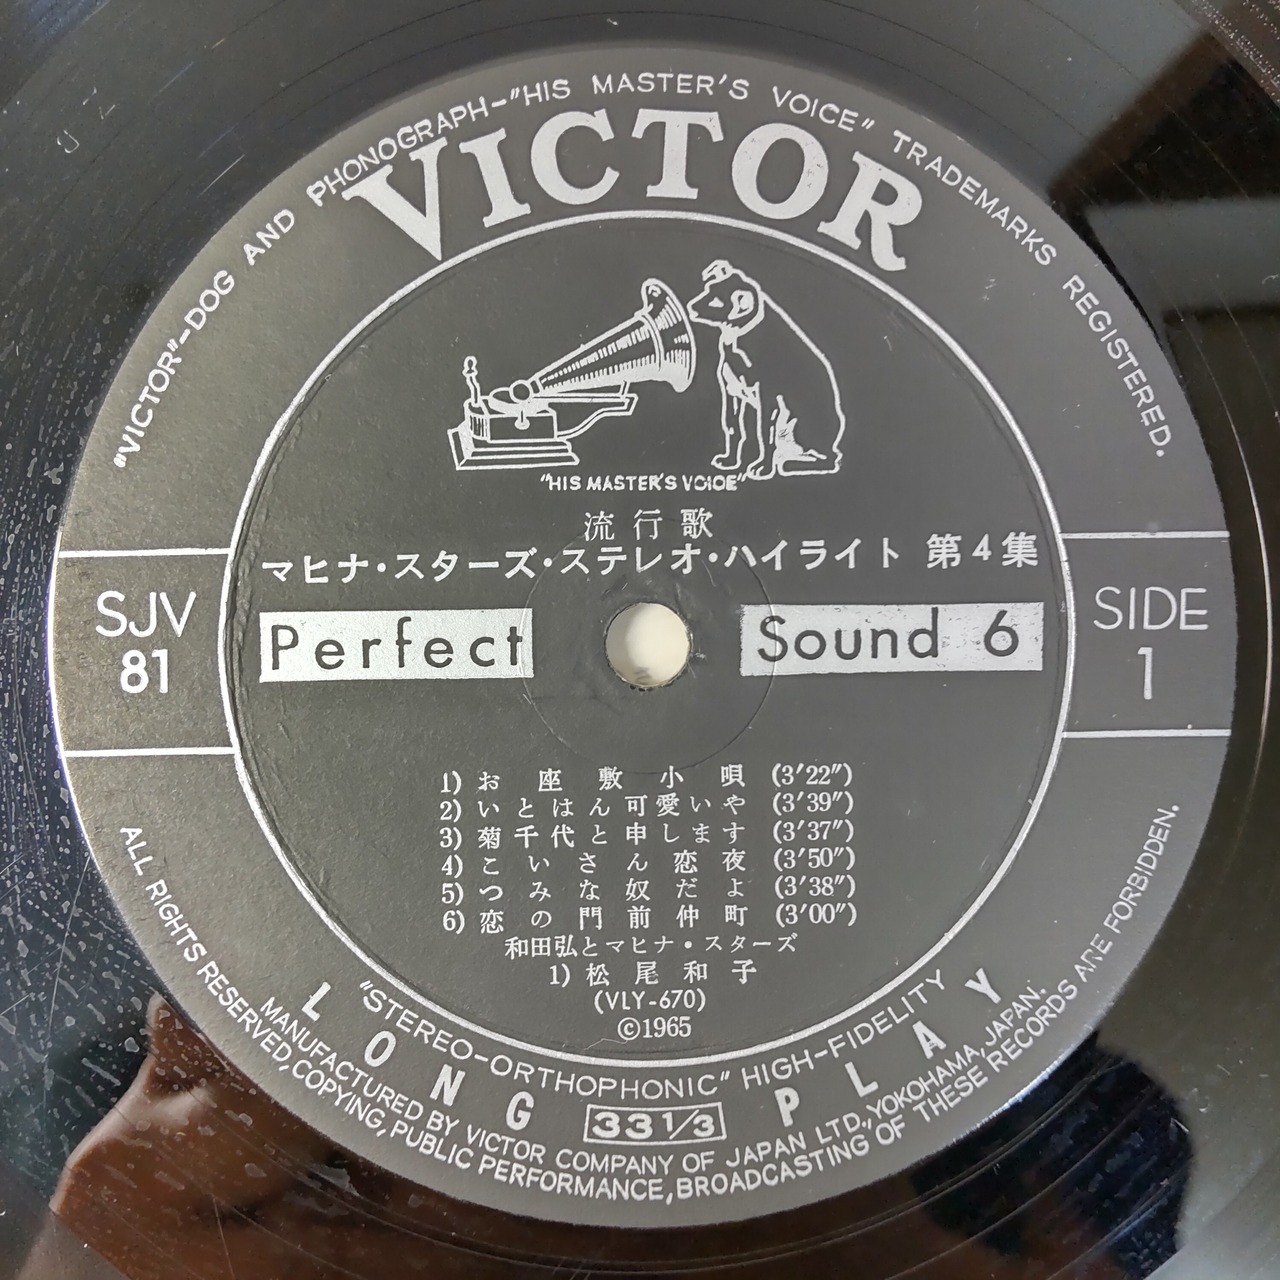 "VICTOR"-DOG AND PHONOGRAPH-"HIS MASTER'S VOICE" TRADEMARKS REGISTERED.
VICTOR
"HIS MASTER'S VOICE"
流行歌
マヒナ・スターズ・ステレオ・ハイライト 第4集
SJV
81
Perfect Sound 6
SIDE
1
1) お座敷小唄 (3'22")
2) いとはん可愛いや (3'39")
3) 菊千代と申します (3'37")
4) こいさん恋夜 (3'50")
5) つみな奴だよ (3'38")
6) 恋の門前仲町 (3'00")
和田弘とマヒナ・スターズ
1) 松尾和子
(VLY-670)
©1965
"STEREO-ORTHOPHONIC" HIGH-FIDELITY
LONG PLAY
33 1/3
MANUFACTURED BY VICTOR COMPANY OF JAPAN LTD., YOKOHAMA, JAPAN.
ALL RIGHTS RESERVED, COPYING, PUBLIC PERFORMANCE, BROADCASTING OF THESE RECORDS ARE FORBIDDEN.